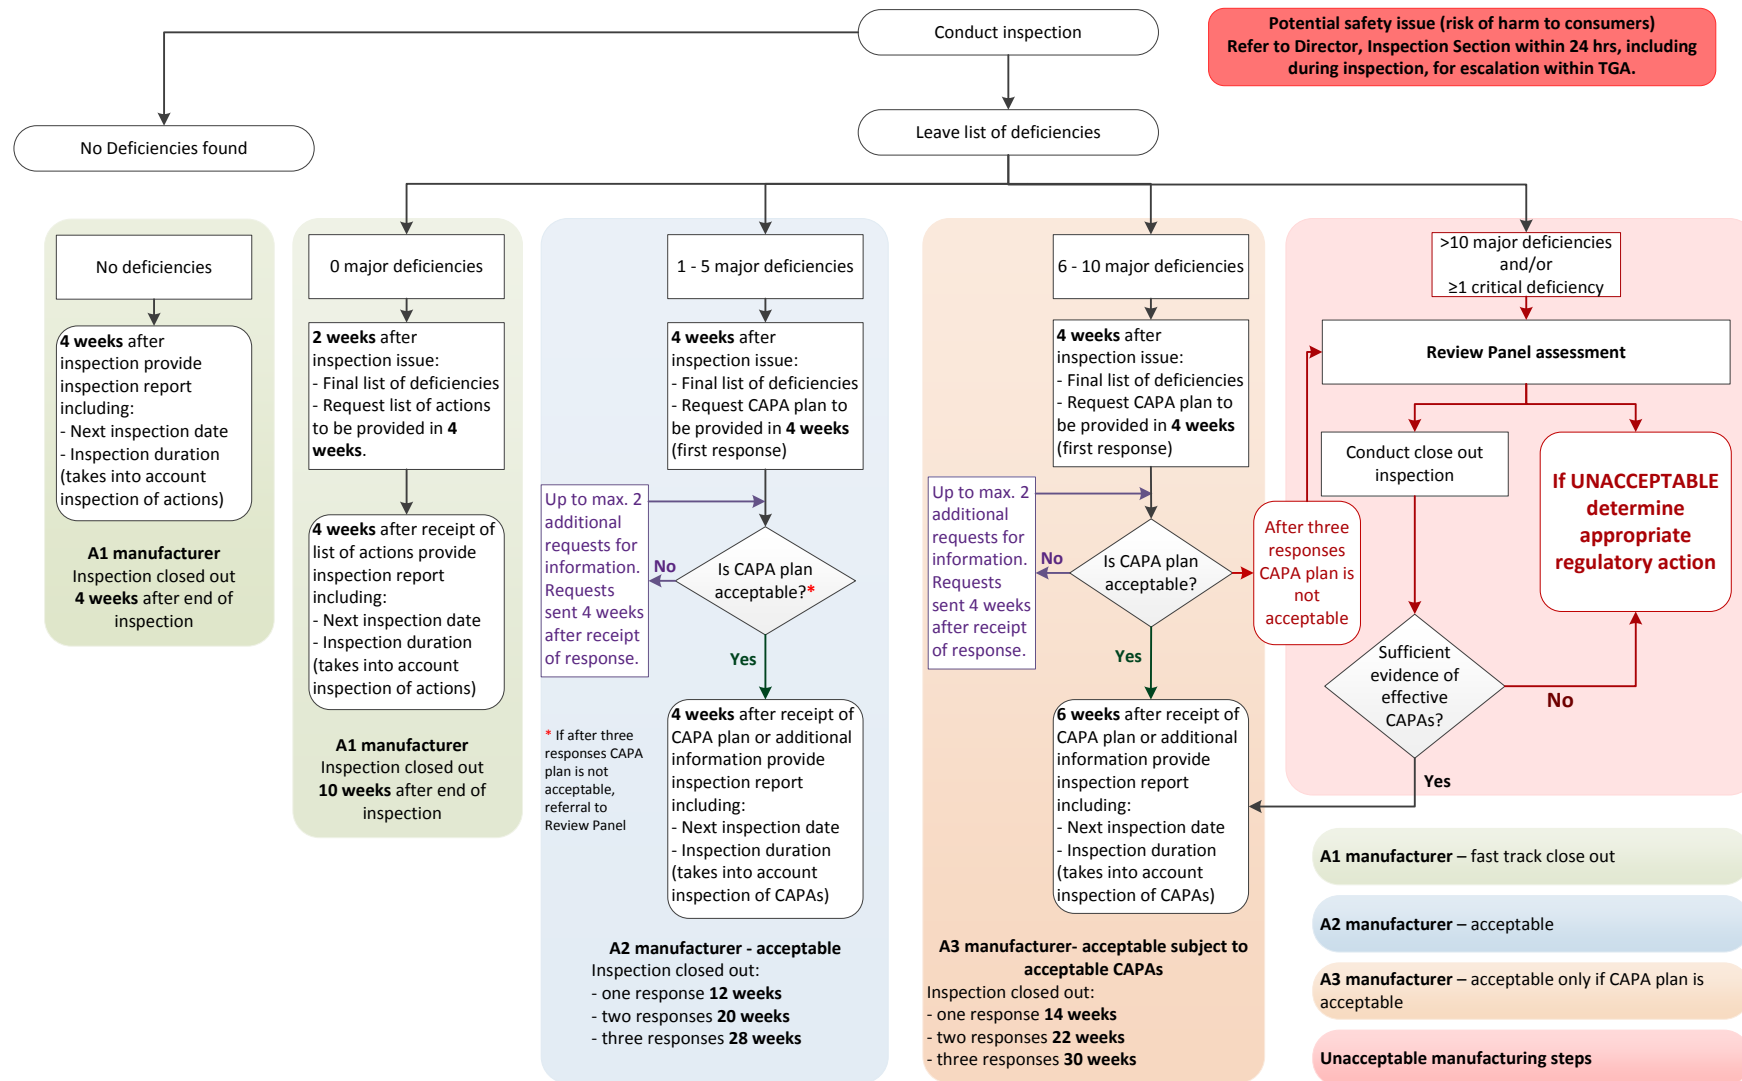 Conduct inspection
Potential safety issue (risk of harm to consumers)
Refer to Director, Inspection Section within 24 hrs, including
during inspection, for escalation within TGA.
No Deficiencies found
Leave list of deficiencies
No deficiencies
4 weeks after
inspection provide
inspection report
including:
- Next inspection date
- Inspection duration
(takes into account
inspection of actions)
A1 manufacturer
Inspection closed out
4 weeks after end of
inspection
0 major deficiencies
2 weeks after
inspection issue:
- Final list of deficiencies
- Request list of actions
to be provided in 4
weeks.
4 weeks after receipt of
list of actions provide
inspection report
including:
- Next inspection date
- Inspection duration
(takes into account
inspection of actions)
A1 manufacturer
Inspection closed out
10 weeks after end of
inspection
1 - 5 major deficiencies
4 weeks after
inspection issue:
- Final list of deficiencies
- Request CAPA plan to
be provided in 4 weeks
(first response)
Up to max. 2
additional
requests for
information.
Requests
sent 4 weeks
after receipt
of response.
No
Is CAPA plan
acceptable?*
Yes
* If after three
responses CAPA
plan is not
acceptable,
referral to
Review Panel
4 weeks after receipt of
CAPA plan or additional
information provide
inspection report
including:
- Next inspection date
- Inspection duration
(takes into account
inspection of CAPAs)
A2 manufacturer - acceptable
Inspection closed out:
- one response 12 weeks
- two responses 20 weeks
- three responses 28 weeks
6 - 10 major deficiencies
4 weeks after
inspection issue:
- Final list of deficiencies
- Request CAPA plan to
be provided in 4 weeks
(first response)
Up to max. 2
additional
requests for
information.
Requests
sent 4 weeks
after receipt
of response.
No
Is CAPA plan
acceptable?
Yes
After three
responses
CAPA plan is
not
acceptable
6 weeks after receipt of
CAPA plan or additional
information provide
inspection report
including:
- Next inspection date
- Inspection duration
(takes into account
inspection of CAPAs)
A3 manufacturer- acceptable subject to
acceptable CAPAs
Inspection closed out:
- one response 14 weeks
- two responses 22 weeks
- three responses 30 weeks
>10 major deficiencies
and/or
≥1 critical deficiency
Review Panel assessment
Conduct close out
inspection
If UNACCEPTABLE
determine
appropriate
regulatory action
Sufficient
evidence of
effective
CAPAs?
No
Yes
A1 manufacturer – fast track close out
A2 manufacturer – acceptable
A3 manufacturer – acceptable only if CAPA plan is
acceptable
Unacceptable manufacturing steps